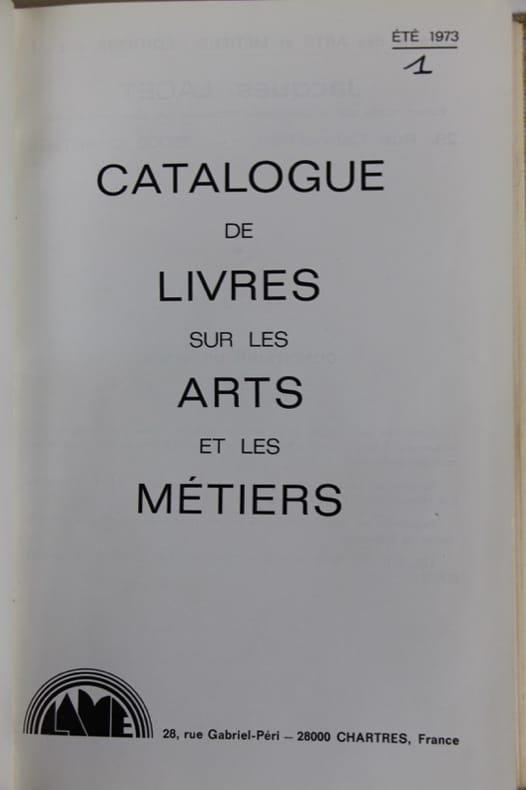 ÉTÉ 1973
1
CATALOGUE
DE
LIVRES
SUR LES
ARTS
ET LES
MÉTIERS
LAME
28, rue Gabriel-Péri — 28000 CHARTRES, France